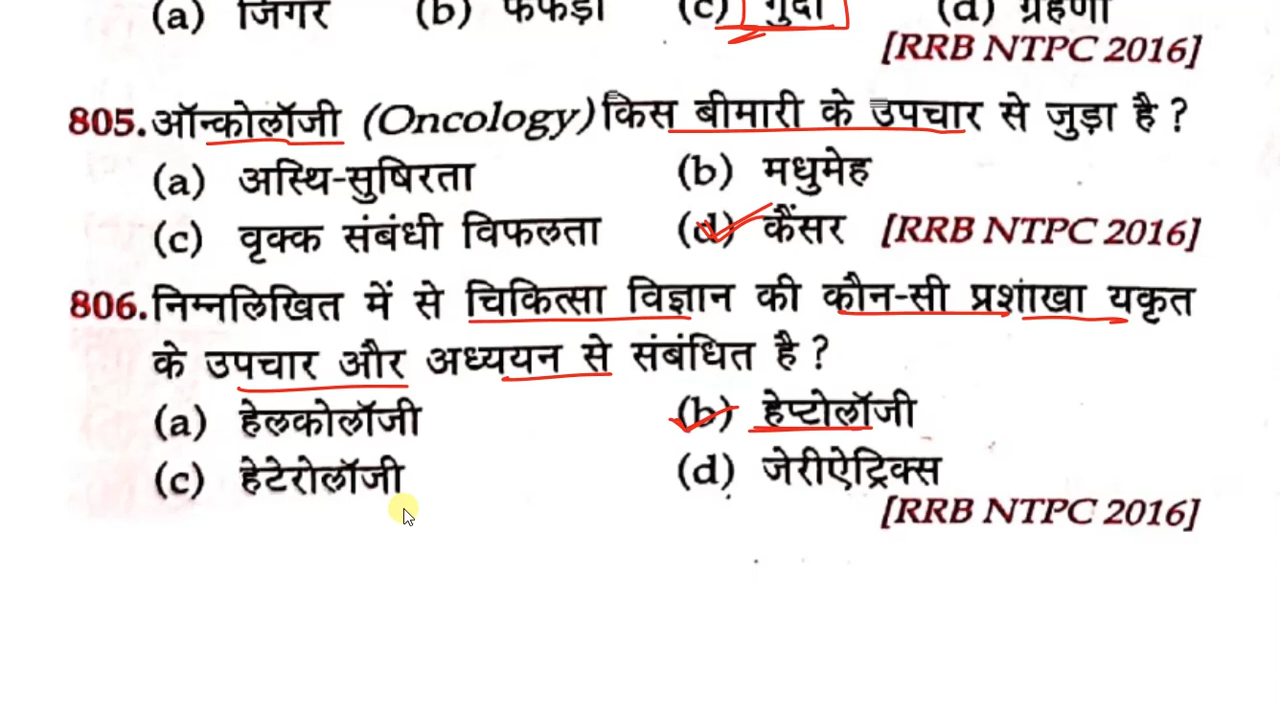 (a) जिगर (b) फेफड़ा (c) गुर्दा (d) ग्रहणी
[RRB NTPC 2016]
805. ऑन्कोलॉजी (Oncology) किस बीमारी के उपचार से जुड़ा है ?
(a) अस्थि-सुषिरता (b) मधुमेह
(c) वृक्क संबंधी विफलता (d) कैंसर [RRB NTPC 2016]
806. निम्नलिखित में से चिकित्सा विज्ञान की कौन-सी प्रशाखा यकृत
के उपचार और अध्ययन से संबंधित है ?
(a) हेलकोलॉजी (b) हेप्टोलॉजी
(c) हेटेरोलॉजी (d) जेरीऐट्रिक्स
[RRB NTPC 2016]